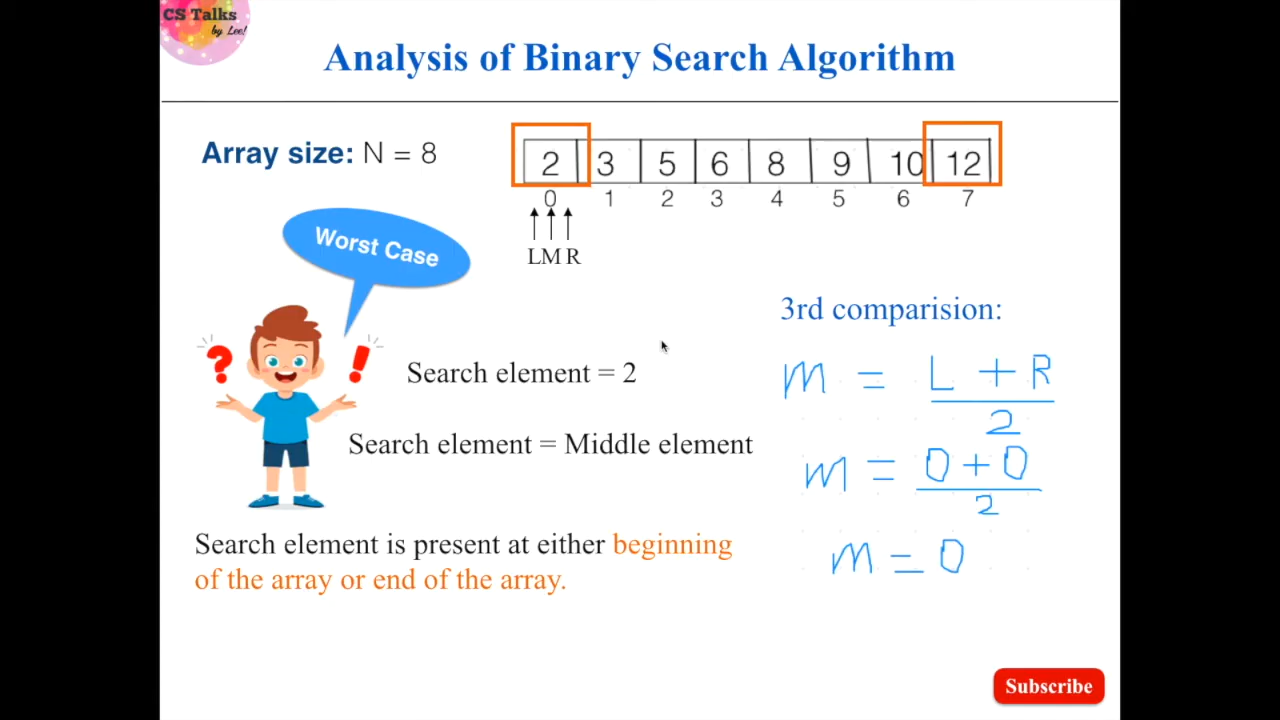 CS Talks
by Lee!
Analysis of Binary Search Algorithm
Array size: N = 8
2 3 5 6 8 9 10 12
0 1 2 3 4 5 6 7
L M R
Worst Case
3rd comparision:
? !
Search element = 2
m = L + R
2
Search element = Middle element
m = 0 + 0
2
Search element is present at either beginning
of the array or end of the array.
m = 0
Subscribe